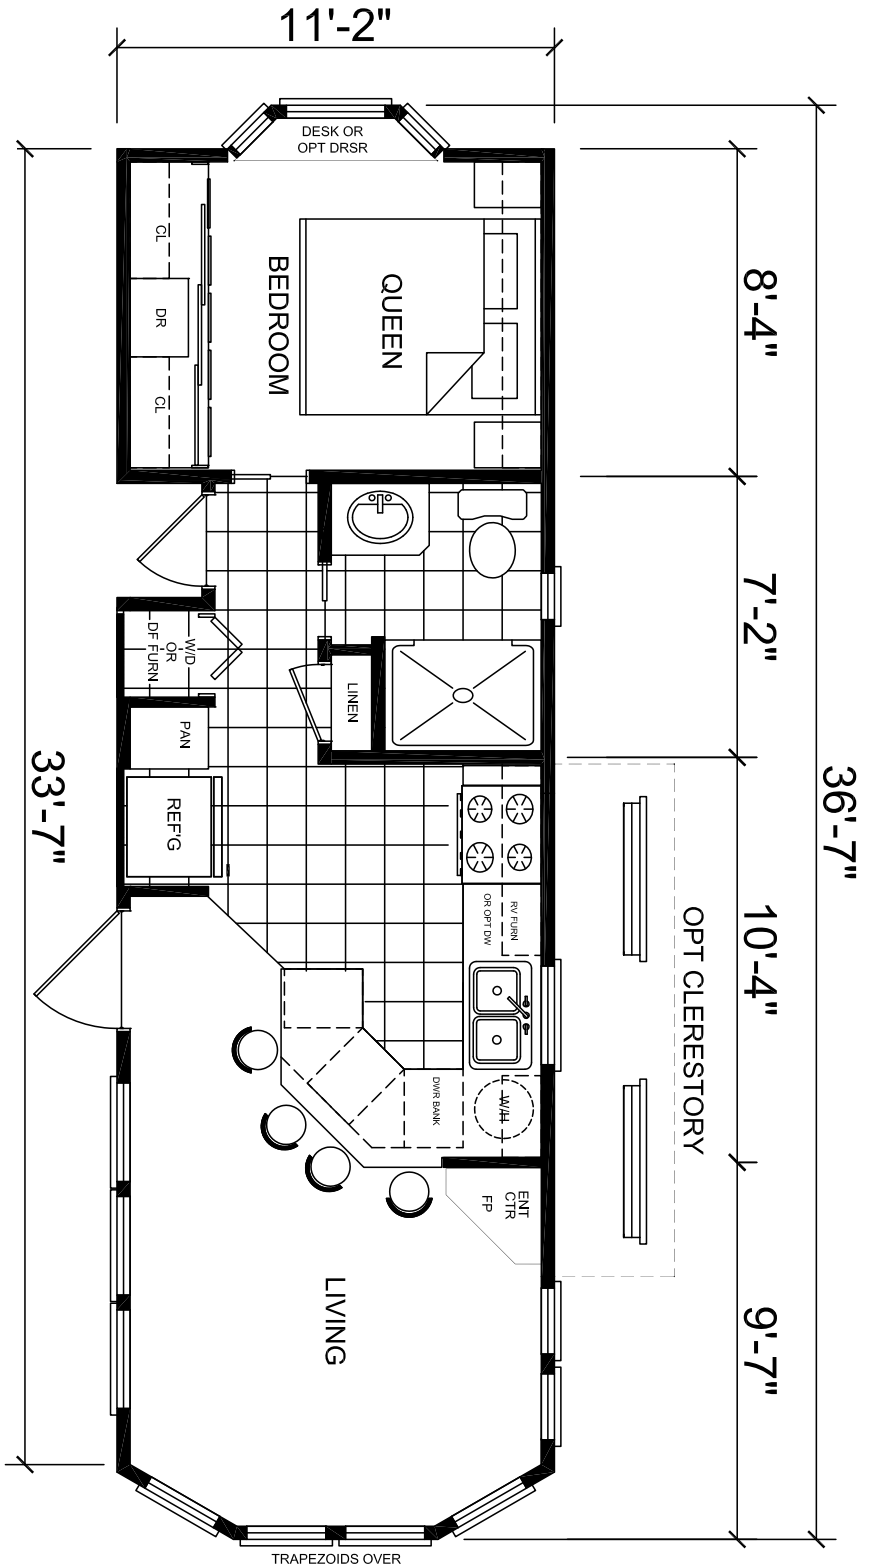 11'-2"
DESK OR
OPT DRSR
CL
DR
CL
BEDROOM
QUEEN
8'-4"
7'-2"
W/D
OR
DF FURN
LINEN
PAN
REF'G
33'-7"
36'-7"
RV FURN
OR OPT DW
10'-4"
OPT CLERESTORY
DWR BANK
W/H
ENT
CTR
FP
LIVING
9'-7"
TRAPEZOIDS OVER